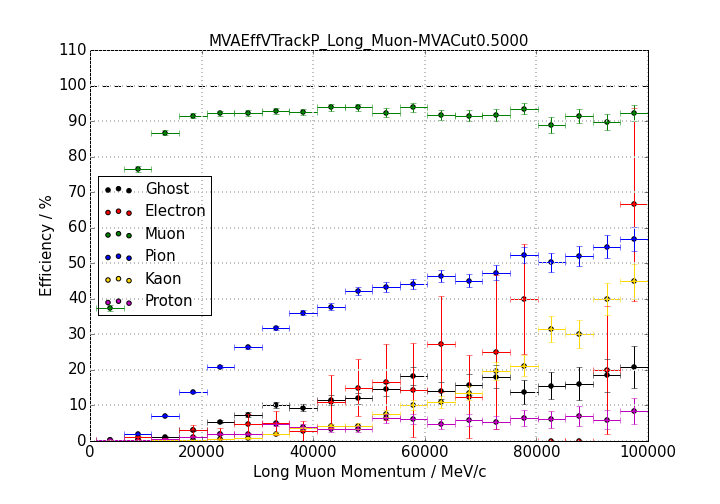 MVAEffVTrackP_Long_Muon-MVACut0.5000
110
100
90
80
70
60
50
40
30
20
10
0
Efficiency / %
Ghost
Electron
Muon
Pion
Kaon
Proton
0 20000 40000 60000 80000 100000
Long Muon Momentum / MeV/c